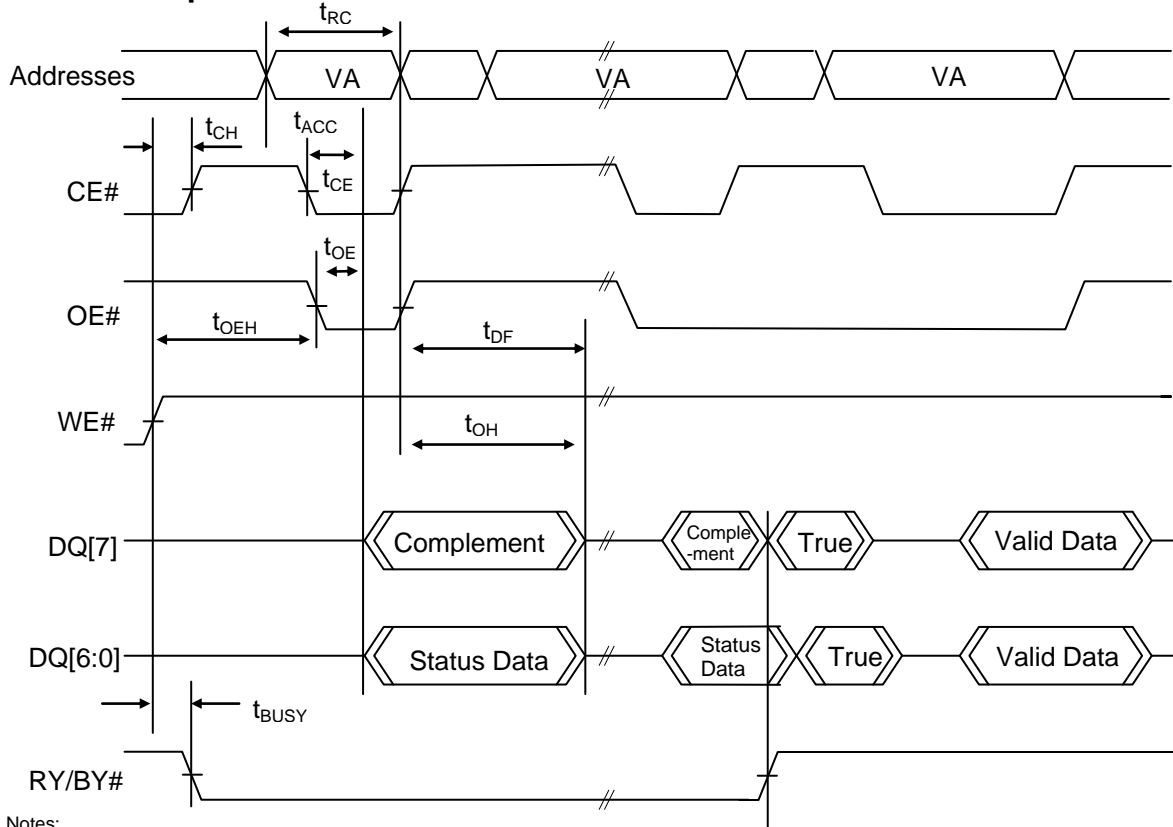 tRC
Addresses
VA
VA
VA
tCH
tACC
CE#
tCE
tOE
OE#
tOEH
tDF
WE#
tOH
DQ[7]
Complement
Comple
-ment
True
Valid Data
DQ[6:0]
Status Data
Status
Data
True
Valid Data
tBUSY
RY/BY#
Notes: